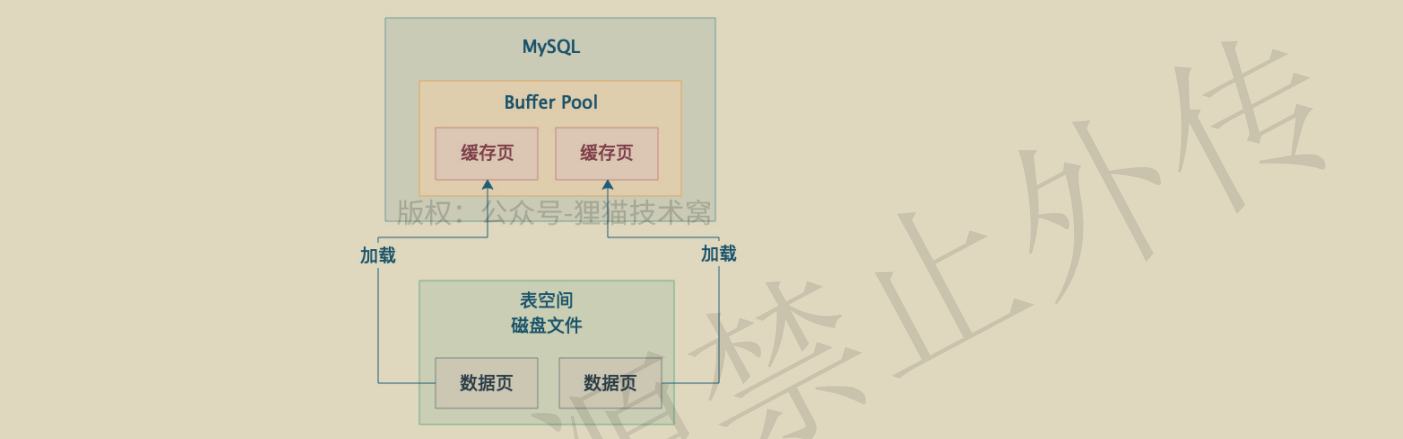 MySQL
Buffer Pool
缓存页
缓存页
版权：公众号-狸猫技术窝
加载
加载
表空间
磁盘文件
数据页
数据页
源禁止外传